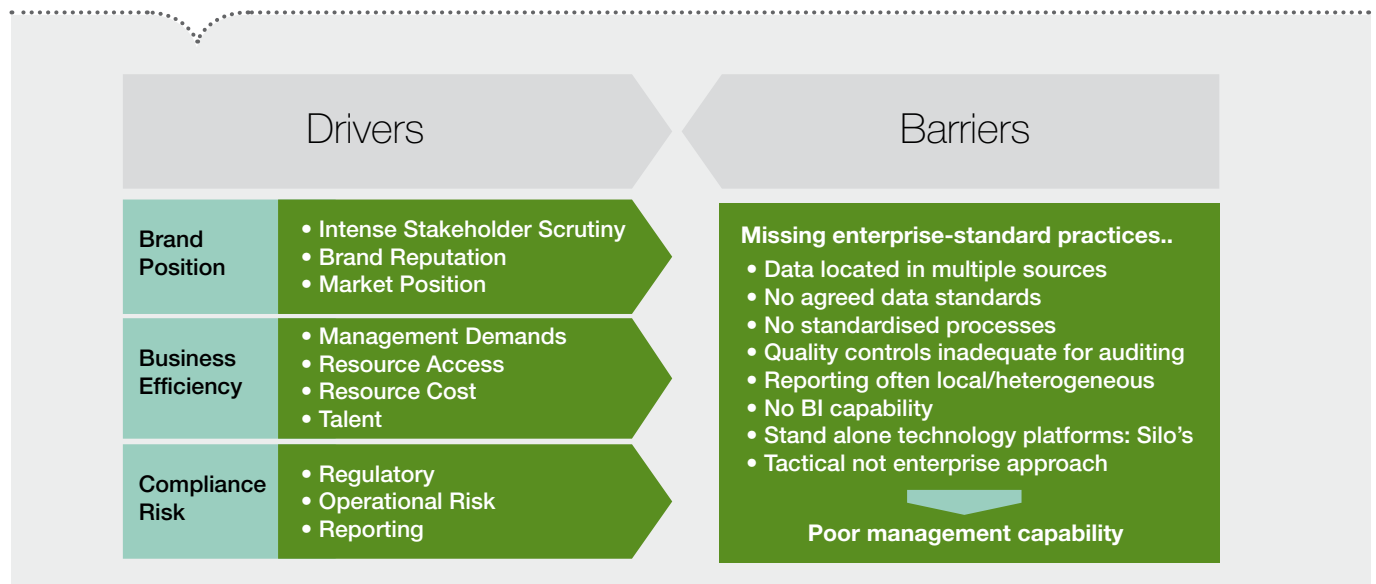 Drivers
Barriers
Brand
Position
• Intense Stakeholder Scrutiny
• Brand Reputation
• Market Position
Business
Efficiency
• Management Demands
• Resource Access
• Resource Cost
• Talent
Compliance
Risk
• Regulatory
• Operational Risk
• Reporting
Missing enterprise-standard practices..
• Data located in multiple sources
• No agreed data standards
• No standardised processes
• Quality controls inadequate for auditing
• Reporting often local/heterogeneous
• No BI capability
• Stand alone technology platforms: Silo's
• Tactical not enterprise approach
Poor management capability